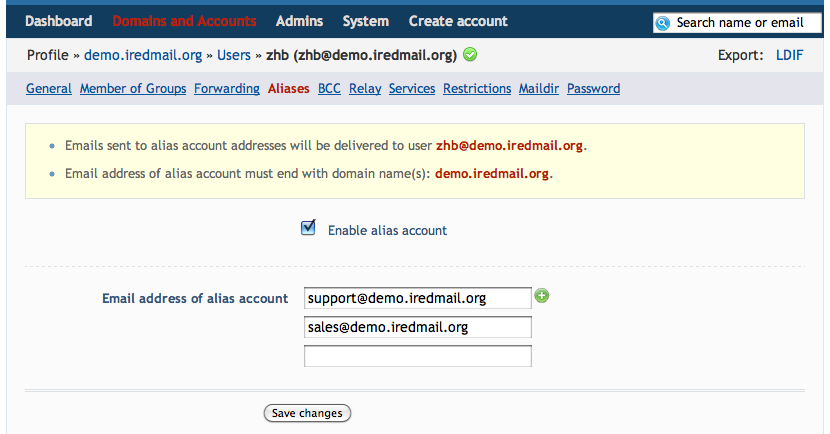 Dashboard Domains and Accounts Admins System Create account Search name or email
Profile » demo.iredmail.org » Users » zhb (zhb@demo.iredmail.org) Export: LDIF
General Member of Groups Forwarding Aliases BCC Relay Services Restrictions Maildir Password
Emails sent to alias account addresses will be delivered to user zhb@demo.iredmail.org.
Email address of alias account must end with domain name(s): demo.iredmail.org.
Enable alias account
Email address of alias account support@demo.iredmail.org
sales@demo.iredmail.org
Save changes